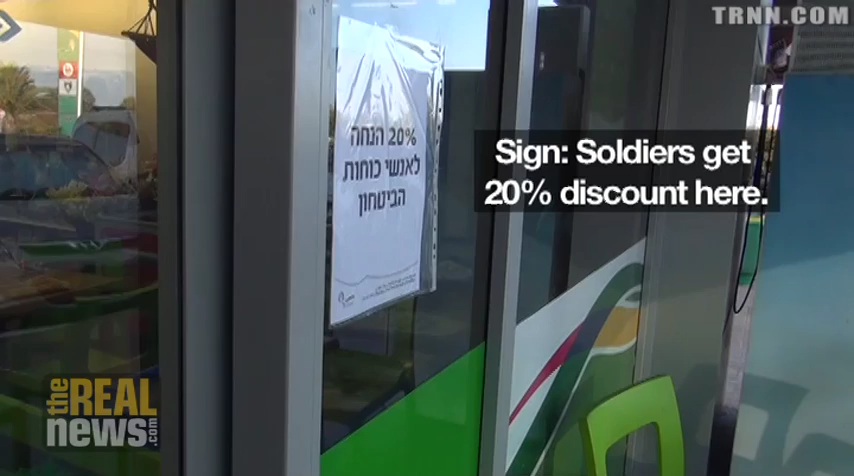 TRNN.COM
20% הנחה
לאנשי כוחות
הביטחון
Sign: Soldiers get
20% discount here.
the
REAL
news.com